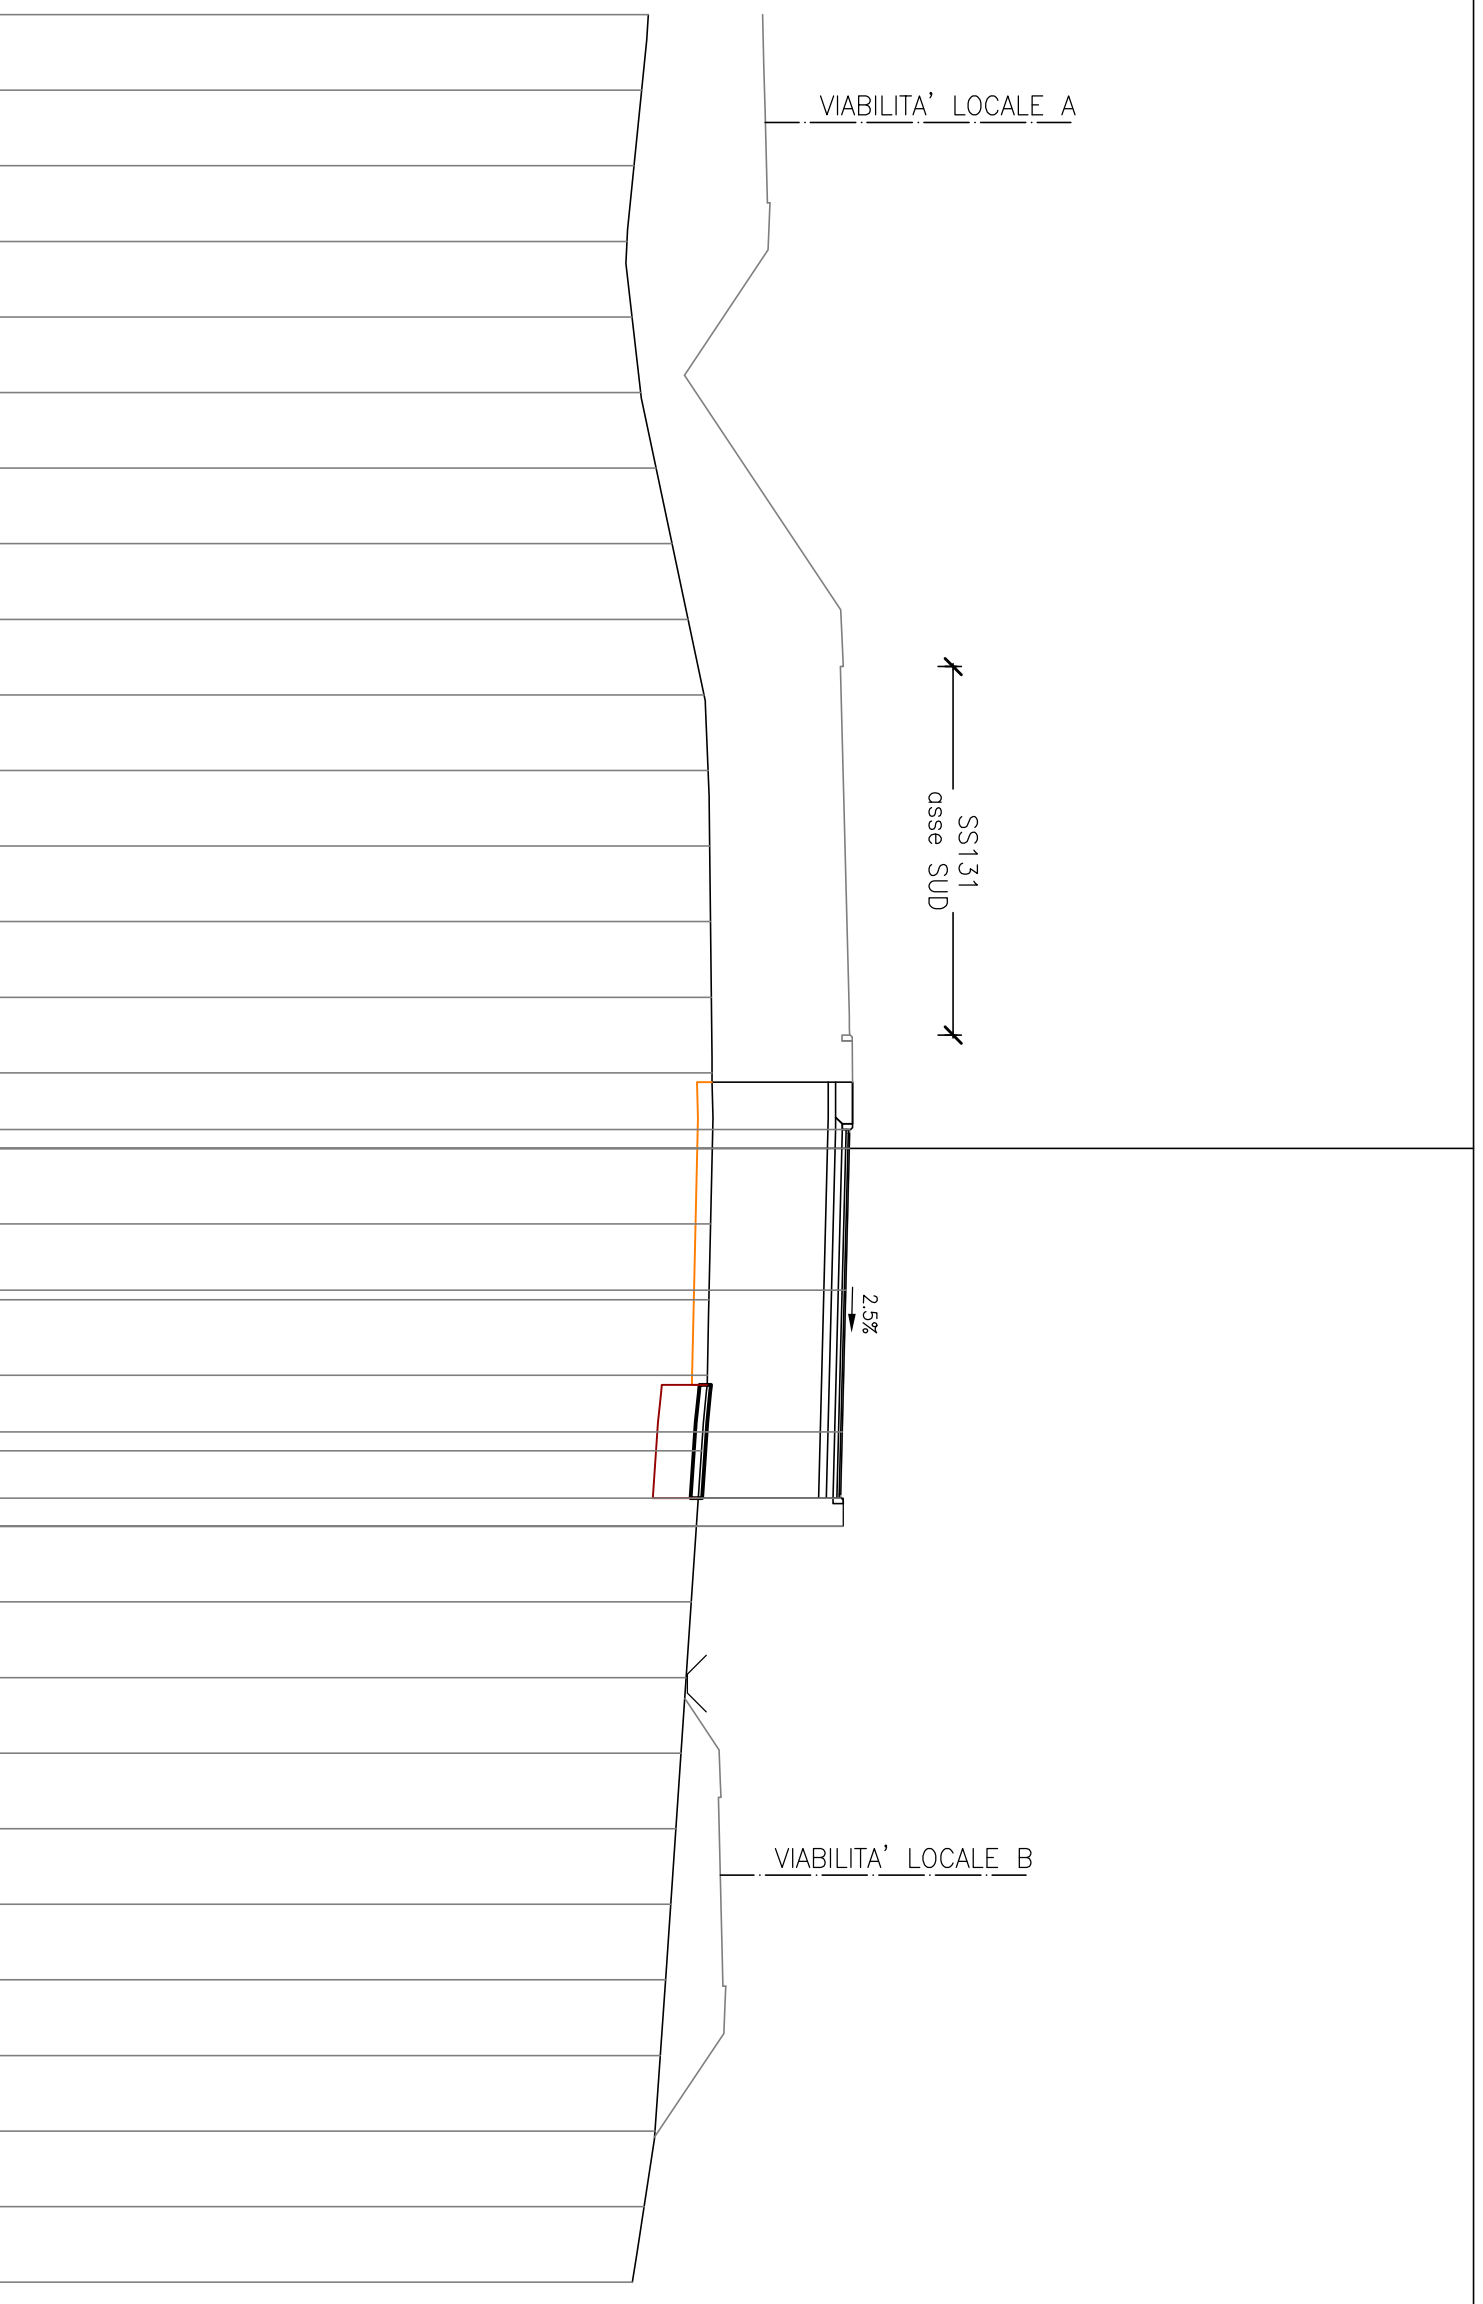 VIABILITA' LOCALE A
SS131
asse SUD
2.5%
VIABILITA' LOCALE B